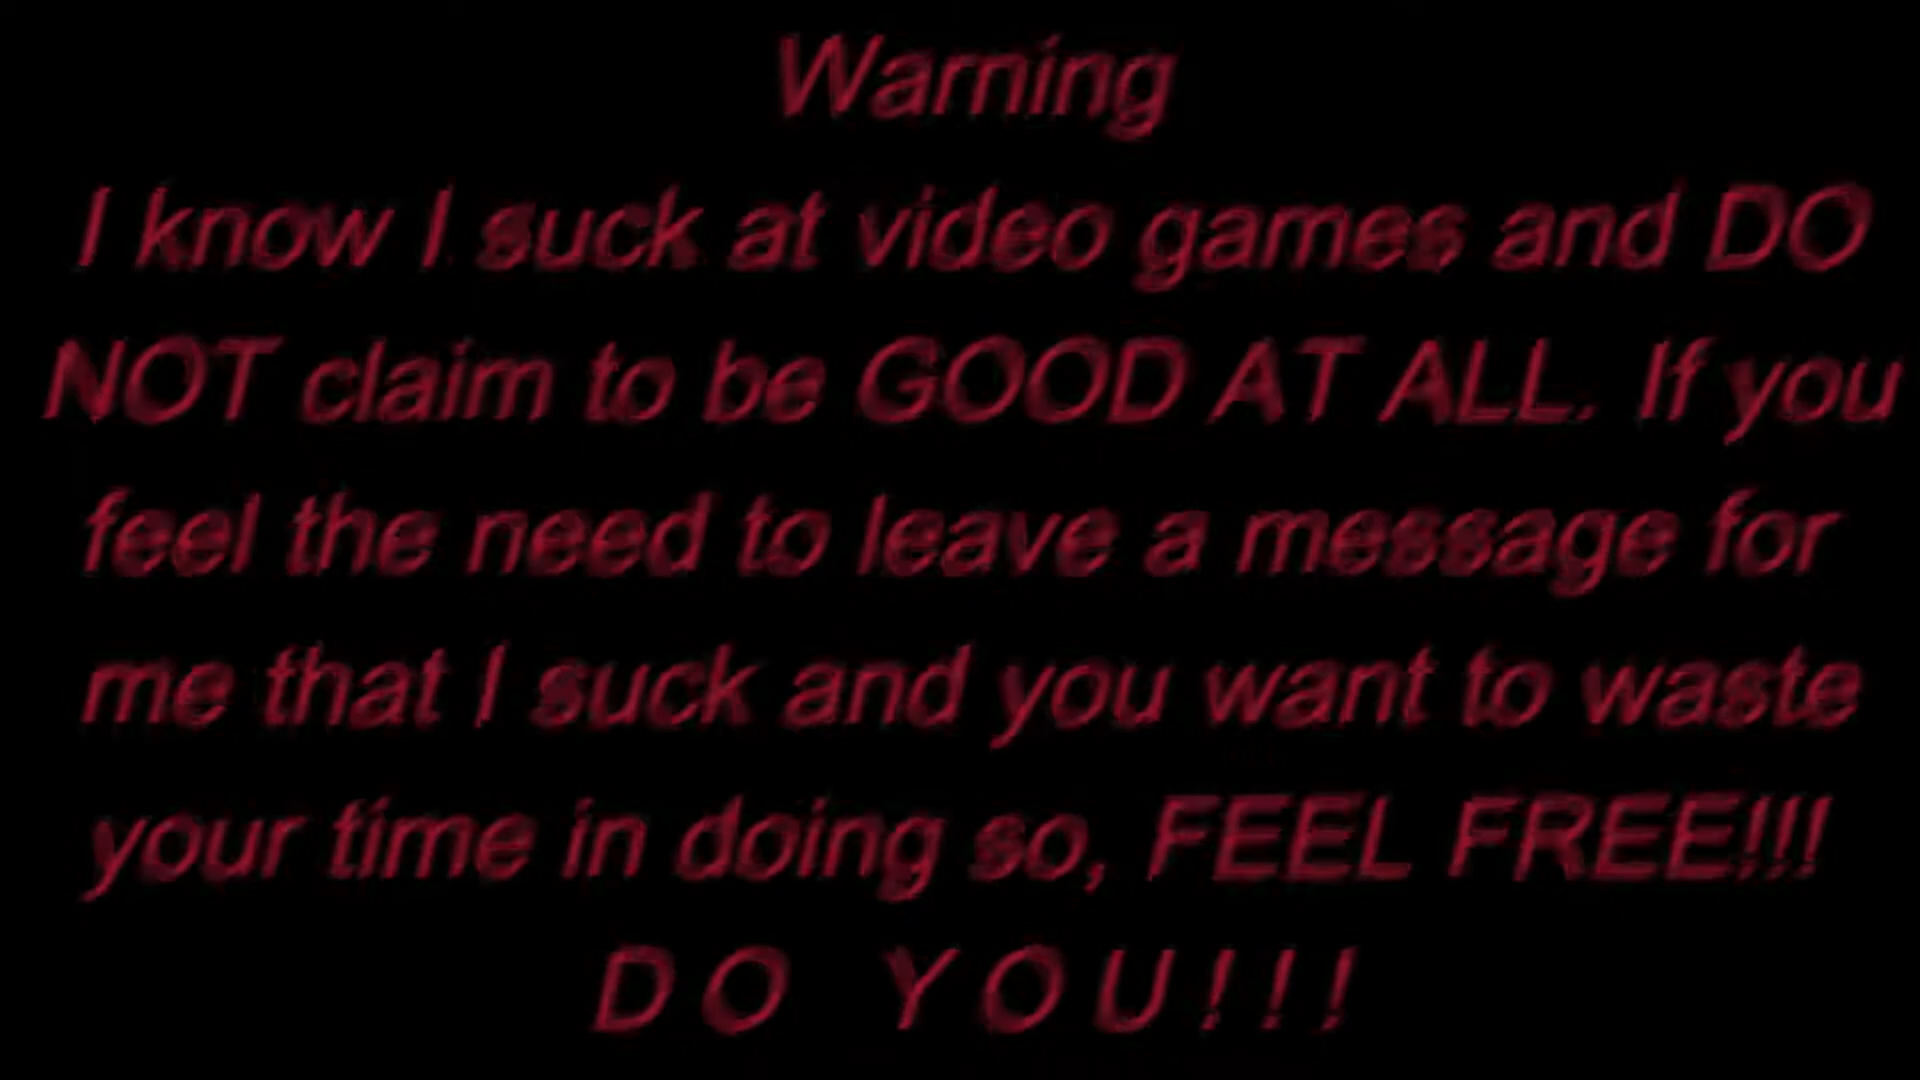 Warning
I know I suck at video games and DO
NOT claim to be GOOD AT ALL. If you
feel the need to leave a message for
me that I suck and you want to waste
your time in doing so, FEEL FREE!!!
D O   Y O U ! ! !